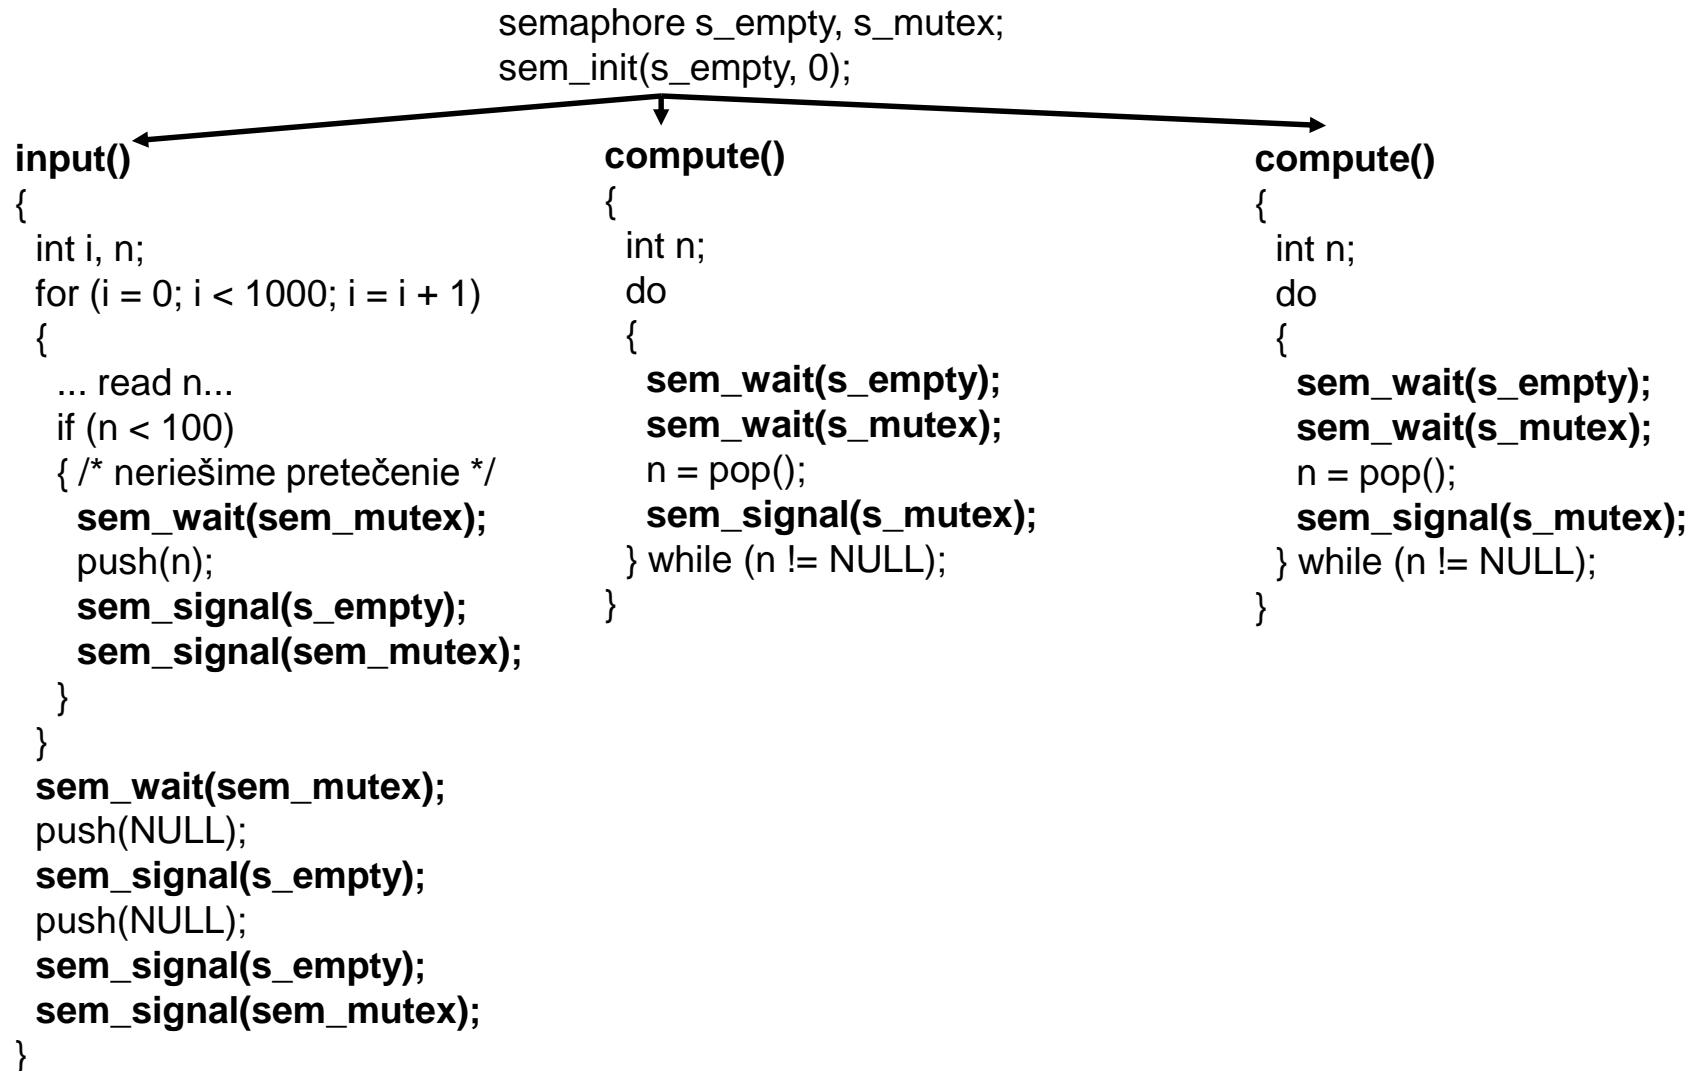 semaphore s_empty, s_mutex;
sem_init(s_empty, 0);
input()
{
int i, n;
for (i = 0; i < 1000; i = i + 1)
{
... read n...
if (n < 100)
{ /* neriešime pretečenie */
sem_wait(sem_mutex);
push(n);
sem_signal(s_empty);
sem_signal(sem_mutex);
}
}
sem_wait(sem_mutex);
push(NULL);
sem_signal(s_empty);
push(NULL);
sem_signal(s_empty);
sem_signal(sem_mutex);
}
compute()
{
int n;
do
{
sem_wait(s_empty);
sem_wait(s_mutex);
n = pop();
sem_signal(s_mutex);
} while (n != NULL);
}
compute()
{
int n;
do
{
sem_wait(s_empty);
sem_wait(s_mutex);
n = pop();
sem_signal(s_mutex);
} while (n != NULL);
}